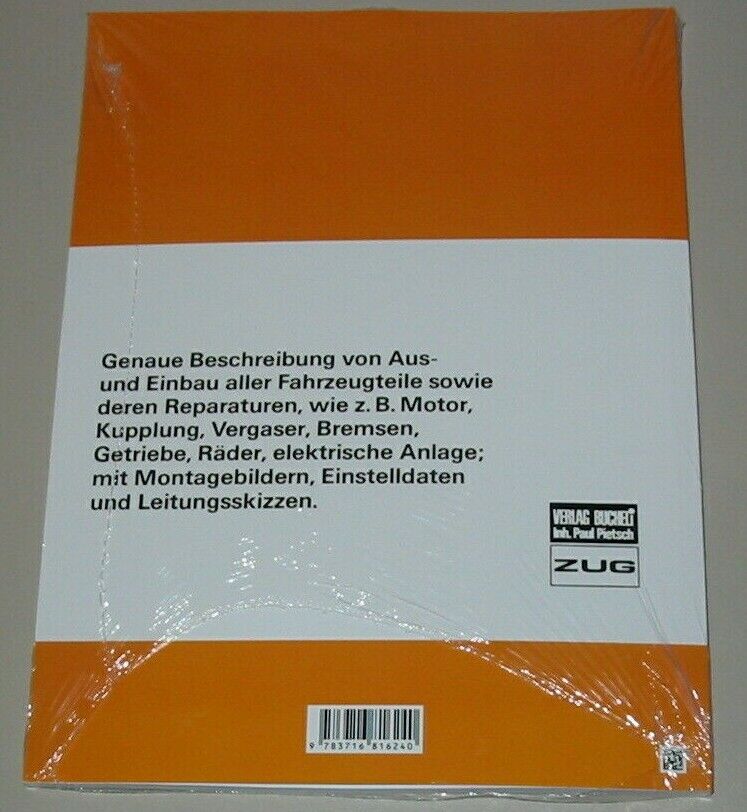 Genaue Beschreibung von Aus-
und Einbau aller Fahrzeugteile sowie
deren Reparaturen, wie z. B. Motor,
Kupplung, Vergaser, Bremsen,
Getriebe, Räder, elektrische Anlage;
mit Montagebildern, Einstelldaten
und Leitungsskizzen.
VERLAG BUCHELI
Inh. Paul Pietsch
ZUG
9 783716 816240